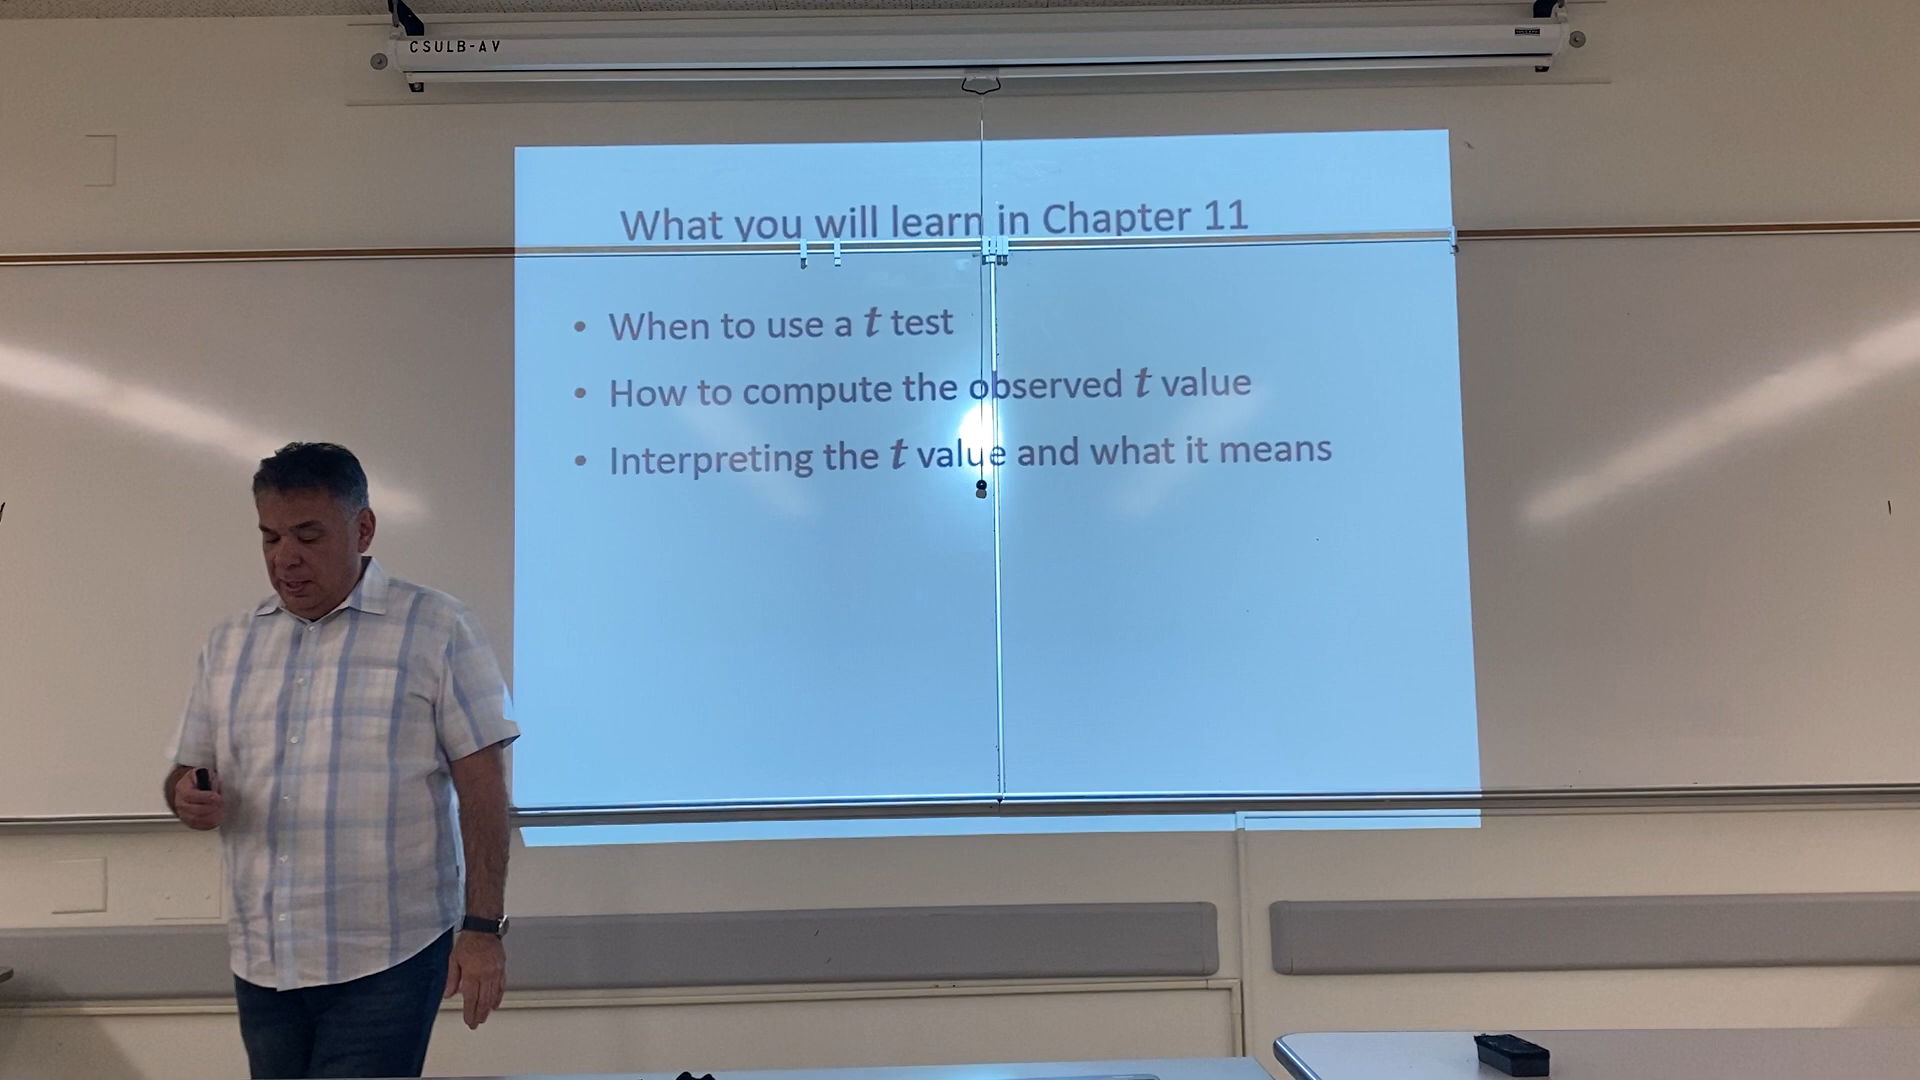 CSULB-AV
What you will learn in Chapter 11
• When to use a t test
• How to compute the observed t value
• Interpreting the t value and what it means